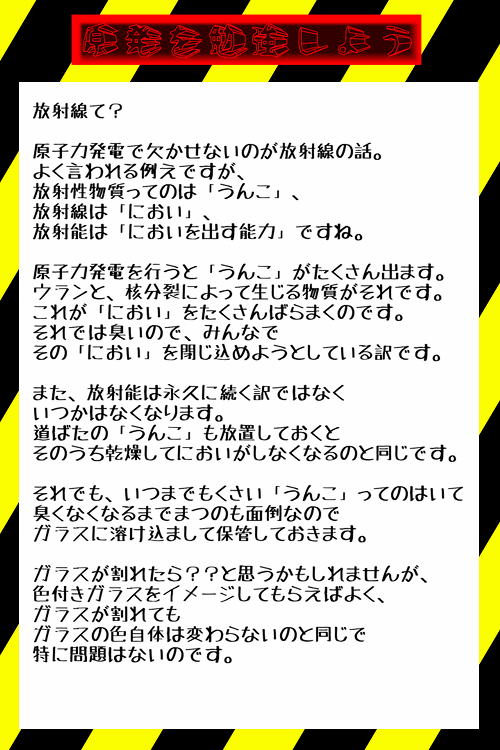 原発を勉強しよう
放射線て？
原子力発電で欠かせないのが放射線の話。
よく言われる例えですが、
放射性物質ってのは「うんこ」、
放射線は「におい」、
放射能は「においを出す能力」ですね。
原子力発電を行うと「うんこ」がたくさん出ます。
ウランと、核分裂によって生じる物質がそれです。
これが「におい」をたくさんばらまくのです。
それでは臭いので、みんなで
その「におい」を閉じ込めようとしている訳です。
また、放射能は永久に続く訳ではなく
いつかはなくなります。
道ばたの「うんこ」も放置しておくと
そのうち乾燥してにおいがしなくなるのと同じです。
それでも、いつまでもくさい「うんこ」ってのはいて
臭くなくなるまでまつのも面倒なので
ガラスに溶け込まして保管しておきます。
ガラスが割れたら？？と思うかもしれませんが、
色付きガラスをイメージしてもらえばよく、
ガラスが割れても
ガラスの色自体は変わらないのと同じで
特に問題はないのです。